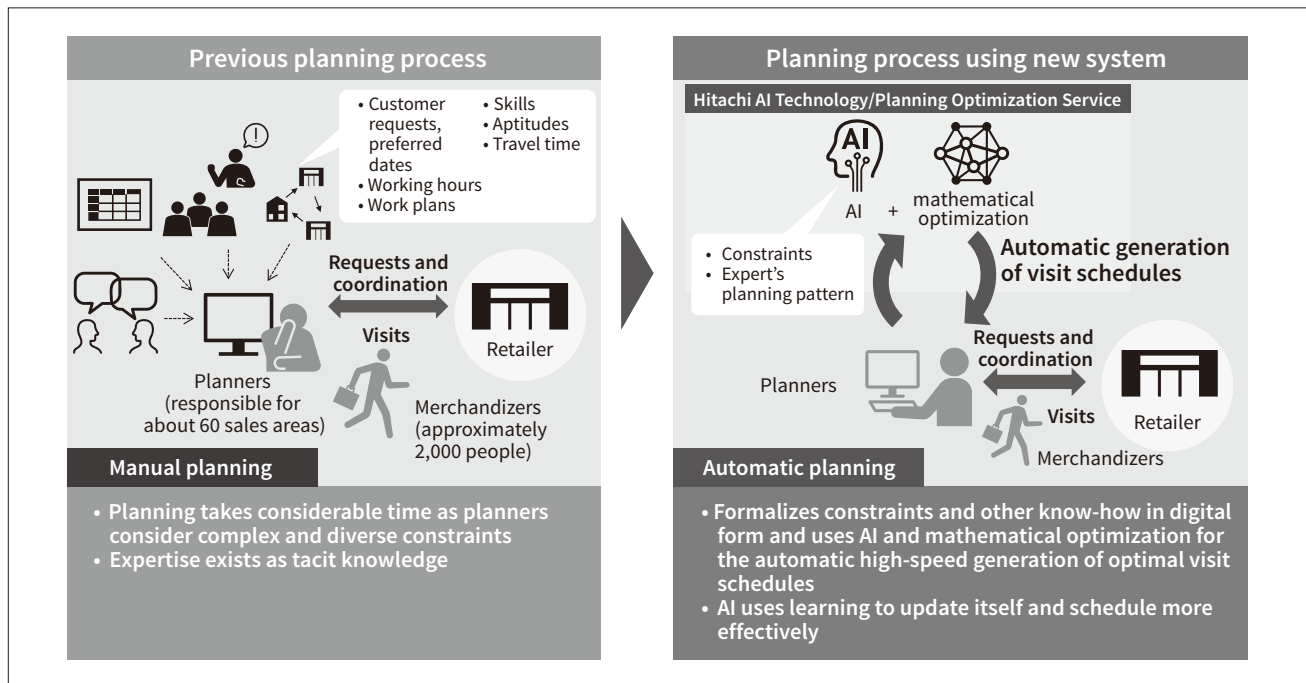 Previous planning process
• Customer
requests,
preferred
dates
• Working hours
• Work plans
• Skills
• Aptitudes
• Travel time
Requests and
coordination
Visits
Retailer
Planners
(responsible for
about 60 sales areas)
Merchandizers
(approximately
2,000 people)
Manual planning
• Planning takes considerable time as planners
consider complex and diverse constraints
• Expertise exists as tacit knowledge
Planning process using new system
Hitachi AI Technology/Planning Optimization Service
AI
AI
+
mathematical
optimization
• Constraints
• Expert’s
planning pattern
Automatic generation
of visit schedules
Requests and
coordination
Planners
Visits
Retailer
Merchandizers
Automatic planning
• Formalizes constraints and other know-how in digital
form and uses AI and mathematical optimization for
the automatic high-speed generation of optimal visit
schedules
• AI uses learning to update itself and schedule more
effectively